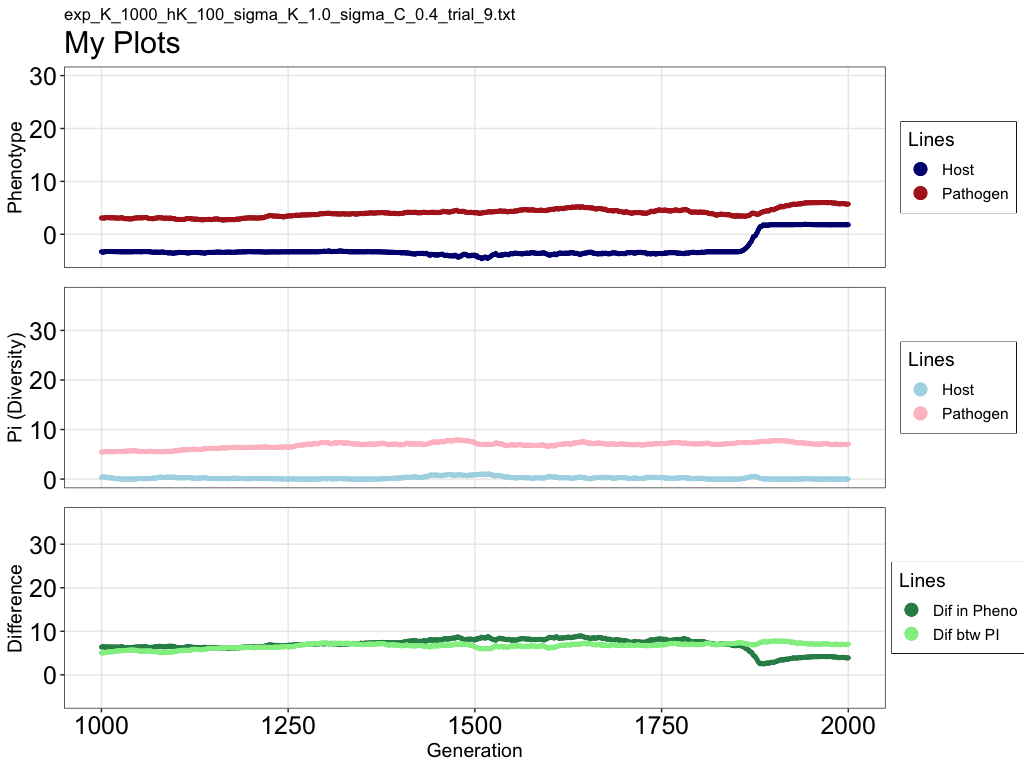 exp_K_1000_hK_100_sigma_K_1.0_sigma_C_0.4_trial_9.txt
My Plots
Phenotype
30
20
10
0
Lines
Host
Pathogen
Pi (Diversity)
30
20
10
0
Lines
Host
Pathogen
Difference
30
20
10
0
Lines
Dif in Pheno
Dif btw PI
1000 1250 1500 1750 2000
Generation